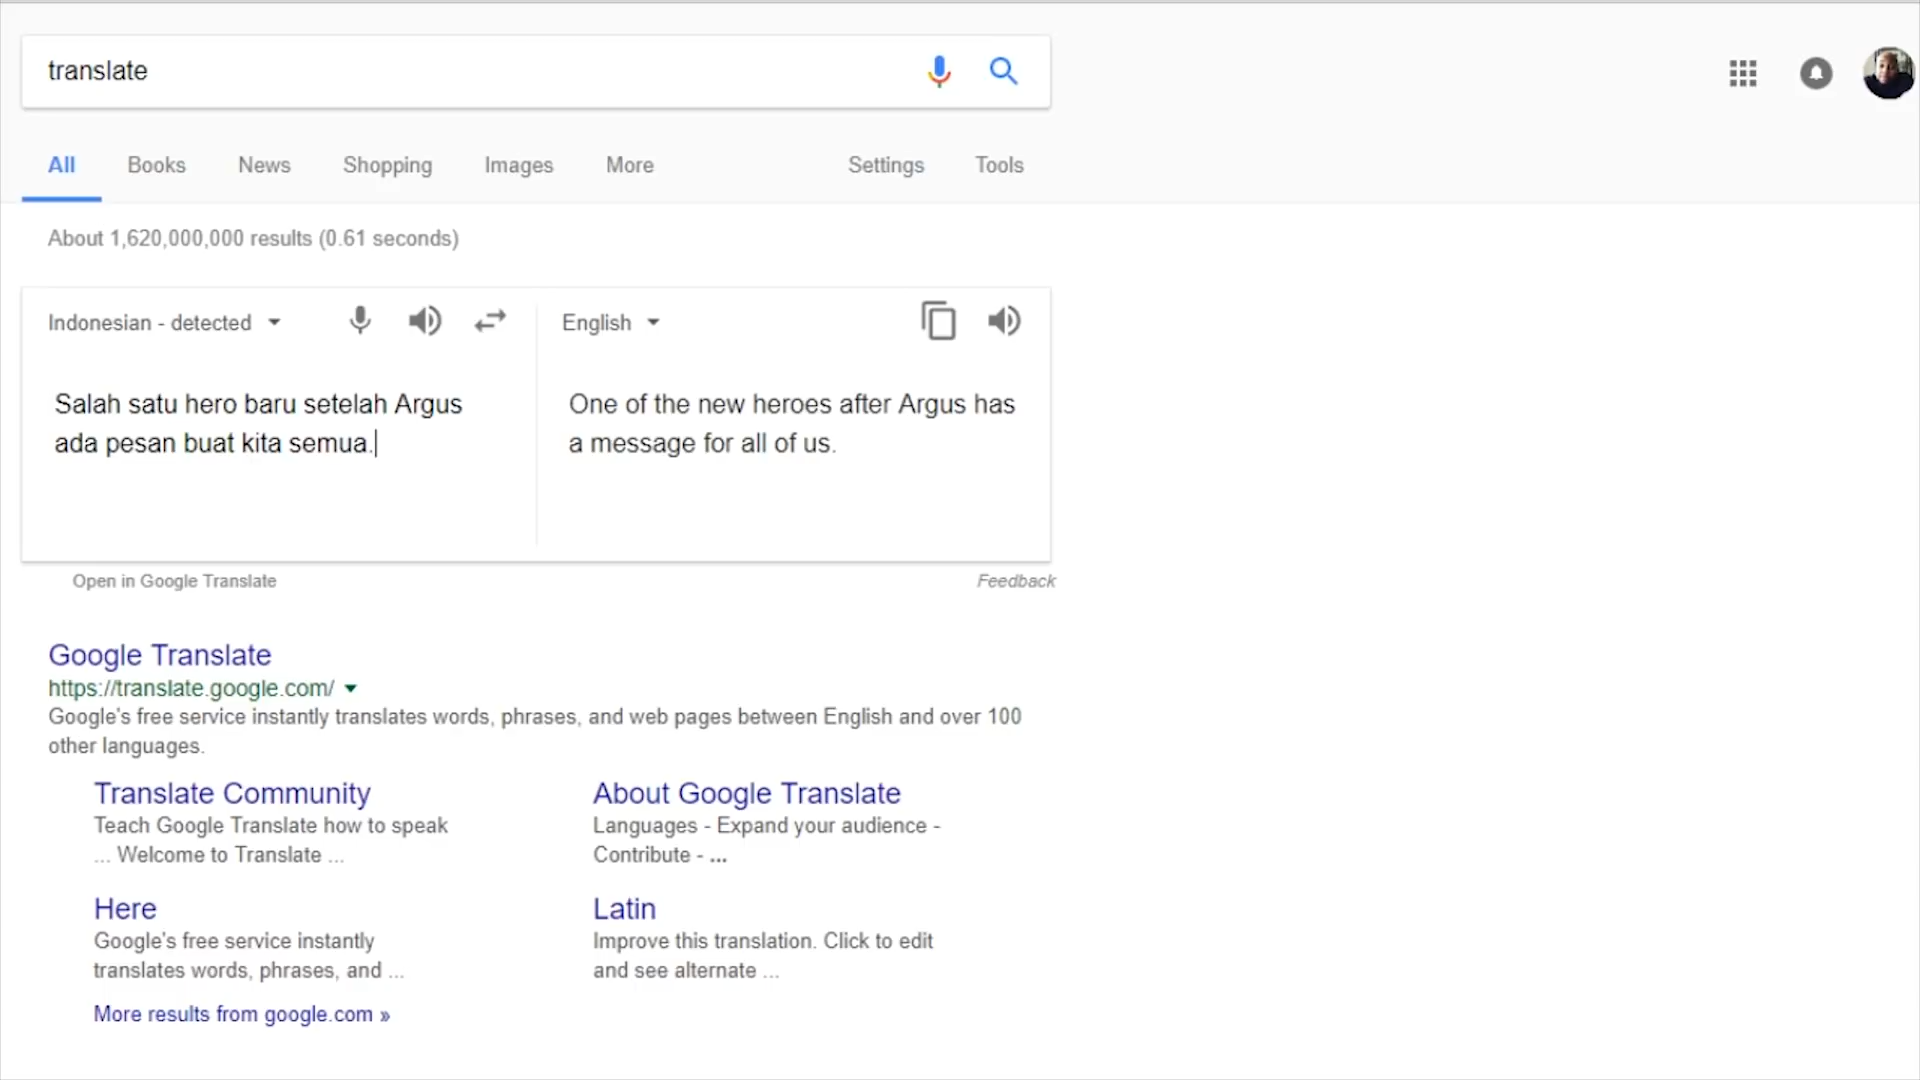 translate
All Books News Shopping Images More Settings Tools
About 1,620,000,000 results (0.61 seconds)
Indonesian - detected
English
Salah satu hero baru setelah Argus
ada pesan buat kita semua.
One of the new heroes after Argus has
a message for all of us.
Open in Google Translate
Feedback
Google Translate
https://translate.google.com/
Google's free service instantly translates words, phrases, and web pages between English and over 100
other languages.
Translate Community
Teach Google Translate how to speak
... Welcome to Translate ...
About Google Translate
Languages - Expand your audience -
Contribute - ...
Here
Google's free service instantly
translates words, phrases, and ...
Latin
Improve this translation. Click to edit
and see alternate ...
More results from google.com »